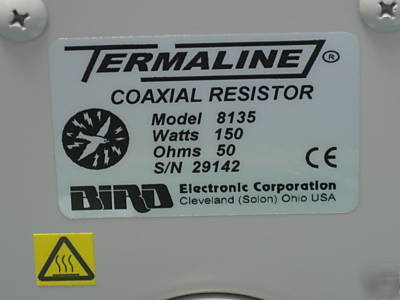 TERMALINE ®
COAXIAL RESISTOR
Model 8135
Watts 150
Ohms 50
S/N 29142
CE
BIRD Electronic Corporation
Cleveland (Solon) Ohio USA